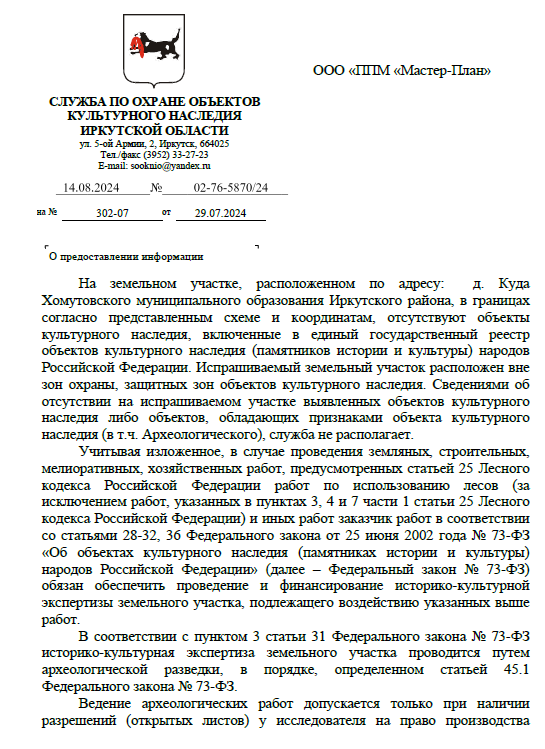 ООО «ППМ «Мастер-План»
СЛУЖБА ПО ОХРАНЕ ОБЪЕКТОВ
КУЛЬТУРНОГО НАСЛЕДИЯ
ИРКУТСКОЙ ОБЛАСТИ
ул. 5-ой Армии, 2, Иркутск, 664025
Тел./факс (3952) 33-27-23
E-mail: sooknio@yandex.ru
14.08.2024 № 02-76-5870/24
на № 302-07 от 29.07.2024
О предоставлении информации
На земельном участке, расположенном по адресу: д. Куда
Хомутовского муниципального образования Иркутского района, в границах
согласно представленным схеме и координатам, отсутствуют объекты
культурного наследия, включенные в единый государственный реестр
объектов культурного наследия (памятников истории и культуры) народов
Российской Федерации. Испрашиваемый земельный участок расположен вне
зон охраны, защитных зон объектов культурного наследия. Сведениями об
отсутствии на испрашиваемом участке выявленных объектов культурного
наследия либо объектов, обладающих признаками объекта культурного
наследия (в т.ч. Археологического), служба не располагает.
Учитывая изложенное, в случае проведения земляных, строительных,
мелиоративных, хозяйственных работ, предусмотренных статьей 25 Лесного
кодекса Российской Федерации работ по использованию лесов (за
исключением работ, указанных в пунктах 3, 4 и 7 части 1 статьи 25 Лесного
кодекса Российской Федерации) и иных работ заказчик работ в соответствии
со статьями 28-32, 36 Федерального закона от 25 июня 2002 года № 73-ФЗ
«Об объектах культурного наследия (памятниках истории и культуры)
народов Российской Федерации» (далее – Федеральный закон № 73-ФЗ)
обязан обеспечить проведение и финансирование историко-культурной
экспертизы земельного участка, подлежащего воздействию указанных выше
работ.
В соответствии с пунктом 3 статьи 31 Федерального закона № 73-ФЗ
историко-культурная экспертиза земельного участка проводится путем
археологической разведки, в порядке, определенном статьей 45.1
Федерального закона № 73-ФЗ.
Ведение археологических работ допускается только при наличии
разрешений (открытых листов) у исследователя на право производства